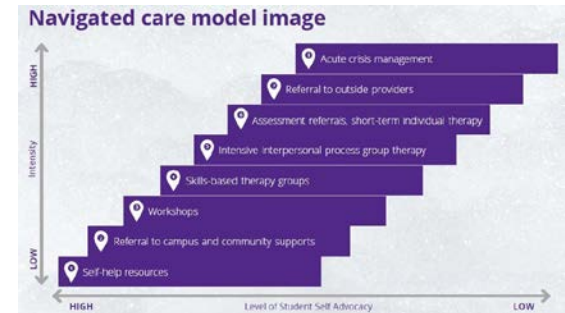 Navigated care model image
HIGH
Intensity
LOW
Acute crisis management
Referral to outside providers
Assessment referrals, short-term individual therapy
Intensive interpersonal process group therapy
Skills-based therapy groups
Workshops
Referral to campus and community supports
Self-help resources
HIGH
Level of Student Self Advocacy
LOW